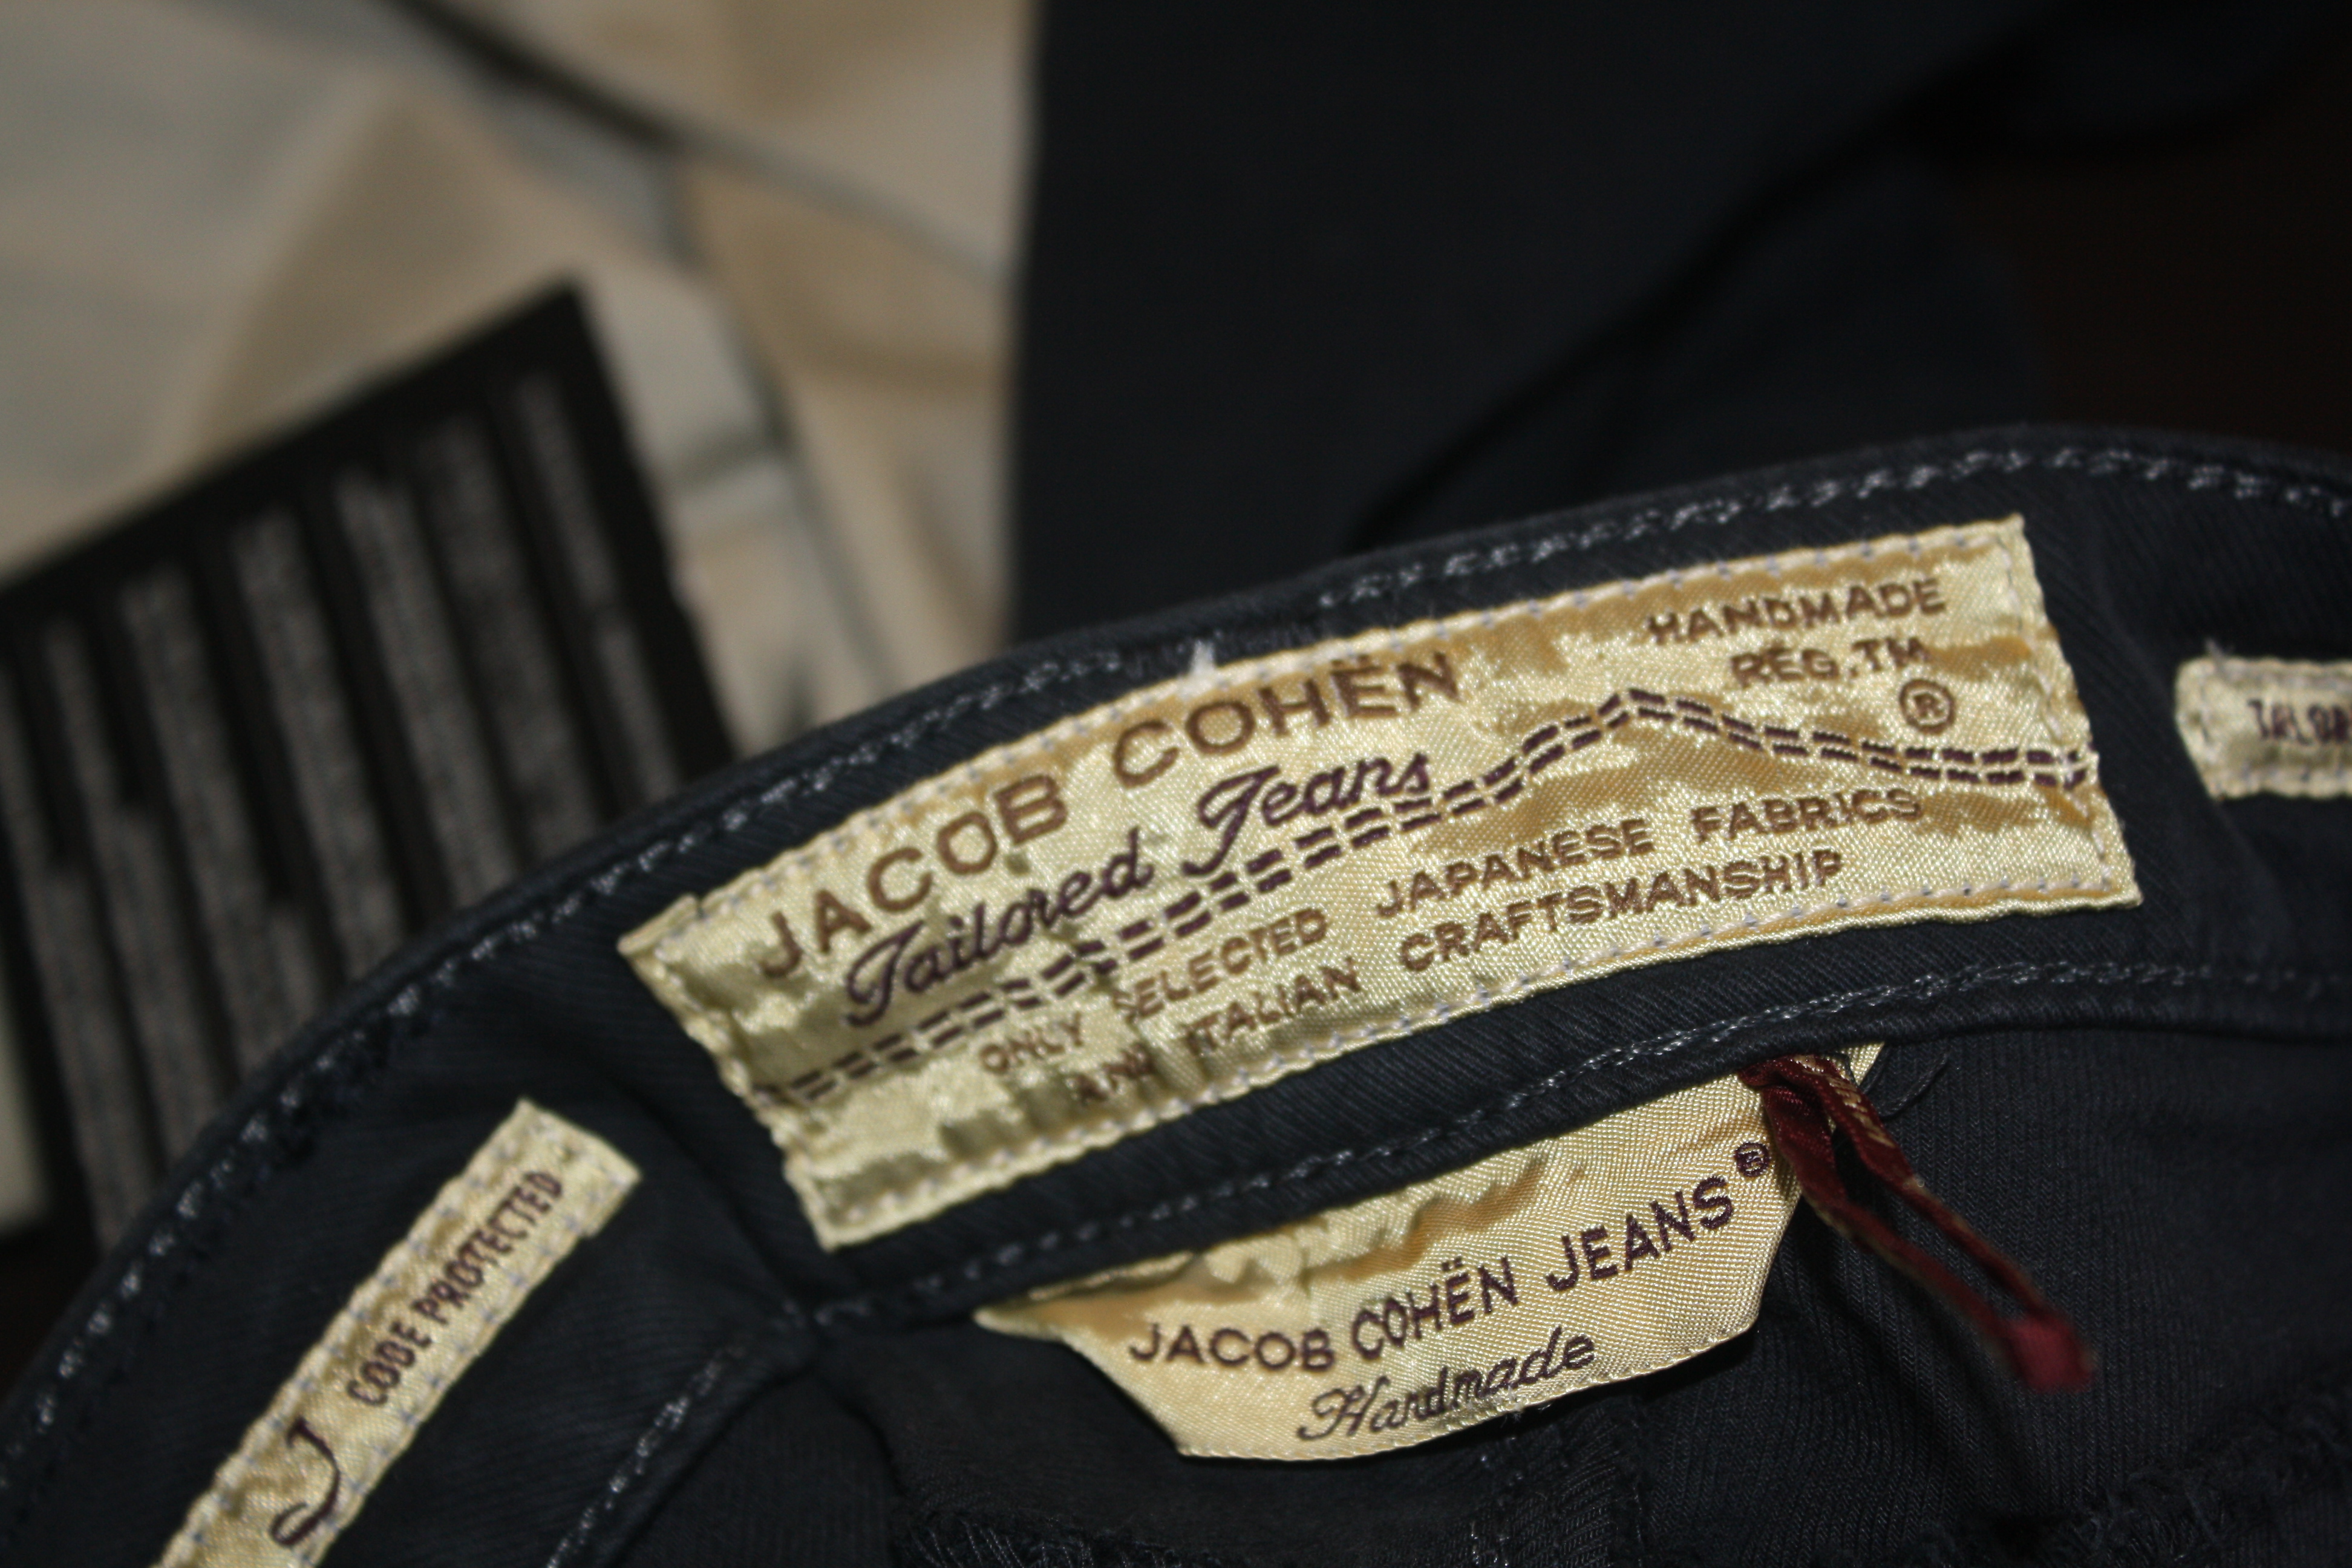 JACOB COHËN
HANDMADE
REG.TM
®
Tailored Jeans
ONLY SELECTED JAPANESE FABRICS
AND ITALIAN CRAFTSMANSHIP
JACOB COHËN JEANS®
Handmade
J CODE PROTECTED